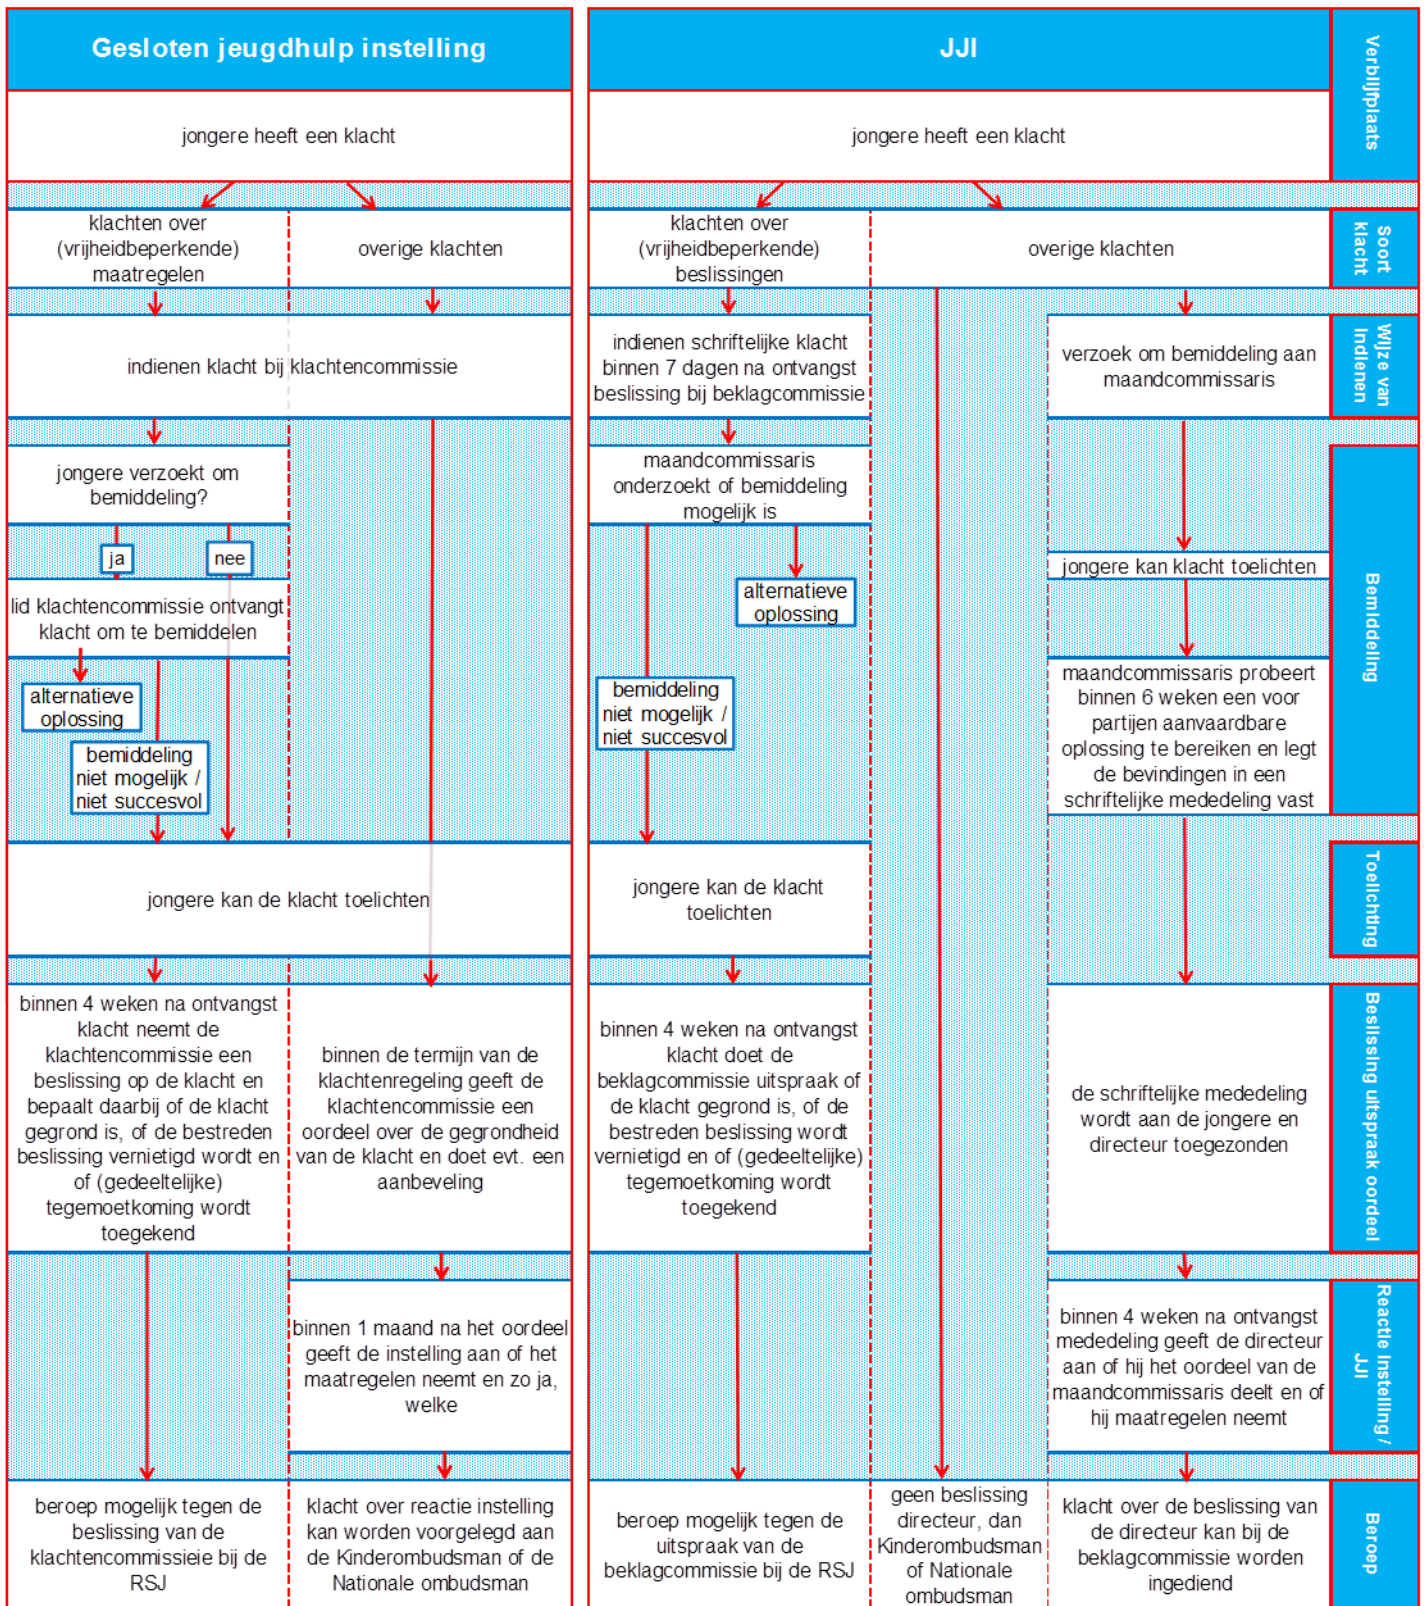 Gesloten jeugdhulp instelling
JJI
Verblijfplaats
jongere heeft een klacht
jongere heeft een klacht
klachten over
(vrijheidbeperkende)
maatregelen
overige klachten
klachten over
(vrijheidbeperkende)
beslissingen
overige klachten
Soort
klacht
indienen klacht bij klachtencommissie
indienen schriftelijke klacht
binnen 7 dagen na ontvangst
beslissing bij beklagcommissie
verzoek om bemiddeling aan
maandcommissaris
Wijze van
indienen
jongere verzoekt om
bemiddeling?
ja
nee
lid klachtencommissie ontvangt
klacht om te bemiddelen
alternatieve
oplossing
bemiddeling
niet mogelijk /
niet succesvol
maandcommissaris
onderzoekt of bemiddeling
mogelijk is
alternatieve
oplossing
bemiddeling
niet mogelijk /
niet succesvol
jongere kan klacht toelichten
maandcommissaris probeert
binnen 6 weken een voor
partijen aanvaardbare
oplossing te bereiken en legt
de bevindingen in een
schriftelijke mededeling vast
Bemiddeling
jongere kan de klacht toelichten
jongere kan de klacht
toelichten
Toelichting
binnen 4 weken na ontvangst
klacht neemt de
klachtencommissie een
beslissing op de klacht en
bepaalt daarbij of de klacht
gegrond is, of de bestreden
beslissing vernietigd wordt en
of (gedeeltelijke)
tegemoetkoming wordt
toegekend
binnen de termijn van de
klachtenregeling geeft de
klachtencommissie een
oordeel over de gegrondheid
van de klacht en doet evt. een
aanbeveling
binnen 4 weken na ontvangst
klacht doet de
beklagcommissie uitspraak of
de klacht gegrond is, of de
bestreden beslissing wordt
vernietigd en of (gedeeltelijke)
tegemoetkoming wordt
toegekend
de schriftelijke mededeling
wordt aan de jongere en
directeur toegezonden
Beslissing uitspraak oordeel
binnen 1 maand na het oordeel
geeft de instelling aan of het
maatregelen neemt en zo ja,
welke
binnen 4 weken na ontvangst
mededeling geeft de directeur
aan of hij het oordeel van de
maandcommissaris deelt en of
hij maatregelen neemt
Reactie instelling /
JJI
beroep mogelijk tegen de
beslissing van de
klachtencommissieie bij de
RSJ
klacht over reactie instelling
kan worden voorgelegd aan
de Kinderombudsman of de
Nationale ombudsman
beroep mogelijk tegen de
uitspraak van de
beklagcommissie bij de RSJ
geen beslissing
directeur, dan
Kinderombudsman
of Nationale
ombudsman
klacht over de beslissing van
de directeur kan bij de
beklagcommissie worden
ingediend
Beroep